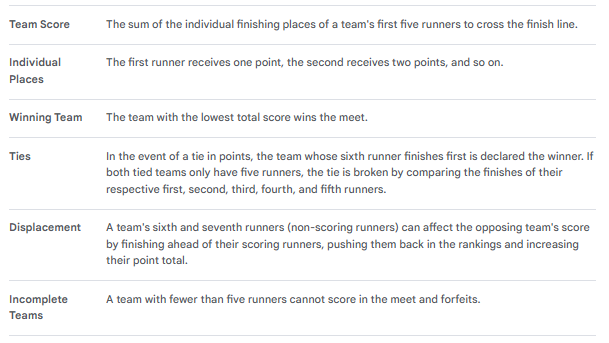 Team Score The sum of the individual finishing places of a team's first five runners to cross the finish line.
Individual Places The first runner receives one point, the second receives two points, and so on.
Winning Team The team with the lowest total score wins the meet.
Ties In the event of a tie in points, the team whose sixth runner finishes first is declared the winner. If
both tied teams only have five runners, the tie is broken by comparing the finishes of their
respective first, second, third, fourth, and fifth runners.
Displacement A team's sixth and seventh runners (non-scoring runners) can affect the opposing team's score
by finishing ahead of their scoring runners, pushing them back in the rankings and increasing
their point total.
Incomplete Teams A team with fewer than five runners cannot score in the meet and forfeits.